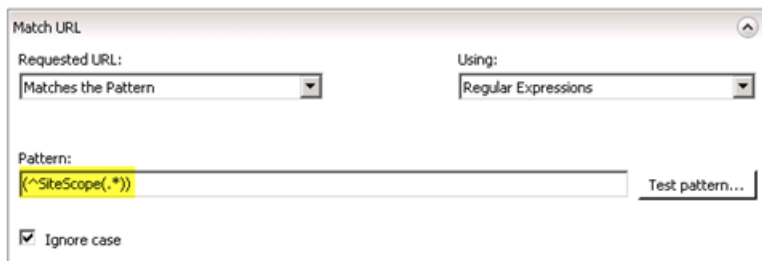 Match URL
Requested URL: Using:
Matches the Pattern Regular Expressions
Pattern:
(^SiteScope(.*))
Test pattern...
Ignore case